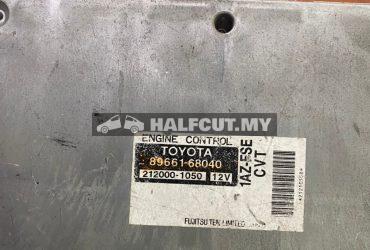 HALFCUT.MY
ENGINE CONTROL
TOYOTA
89661-68040
212000-1050 12V
1AZ-FSE
CVT
FUJITSU TEN LIMITED